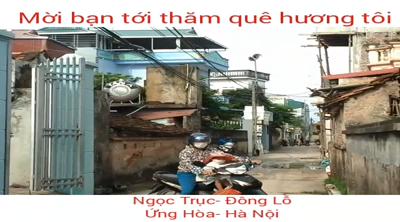 Mời bạn tới thăm quê hương tôi
Ngọc Trục- Đông Lỗ
Ứng Hòa- Hà Nội